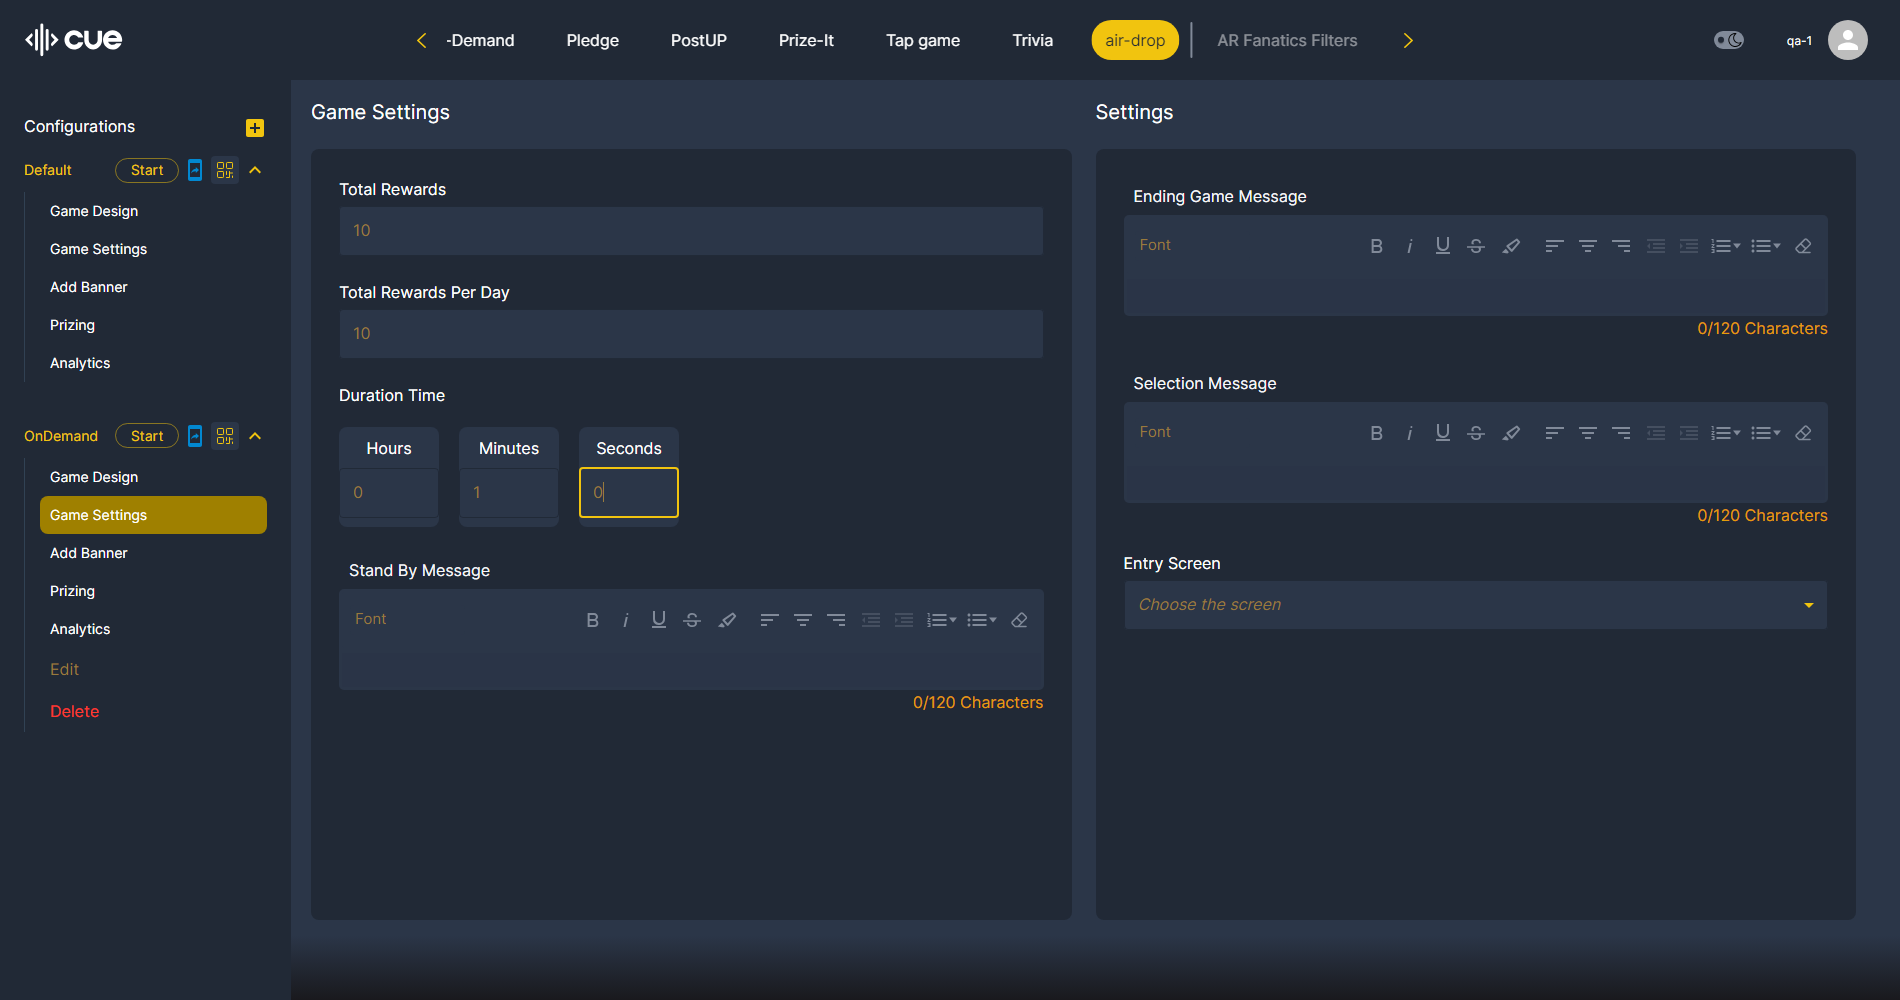 cue
-Demand
Pledge
PostUP
Prize-It
Tap game
Trivia
air-drop
AR Fanatics Filters
qa-1
Configurations
Default
Start
Game Design
Game Settings
Add Banner
Prizing
Analytics
OnDemand
Start
Game Design
Game Settings
Add Banner
Prizing
Analytics
Edit
Delete
Game Settings
Total Rewards
10
Total Rewards Per Day
10
Duration Time
Hours
Minutes
Seconds
0
1
0
Stand By Message
Font
0/120 Characters
Settings
Ending Game Message
Font
0/120 Characters
Selection Message
Font
0/120 Characters
Entry Screen
Choose the screen